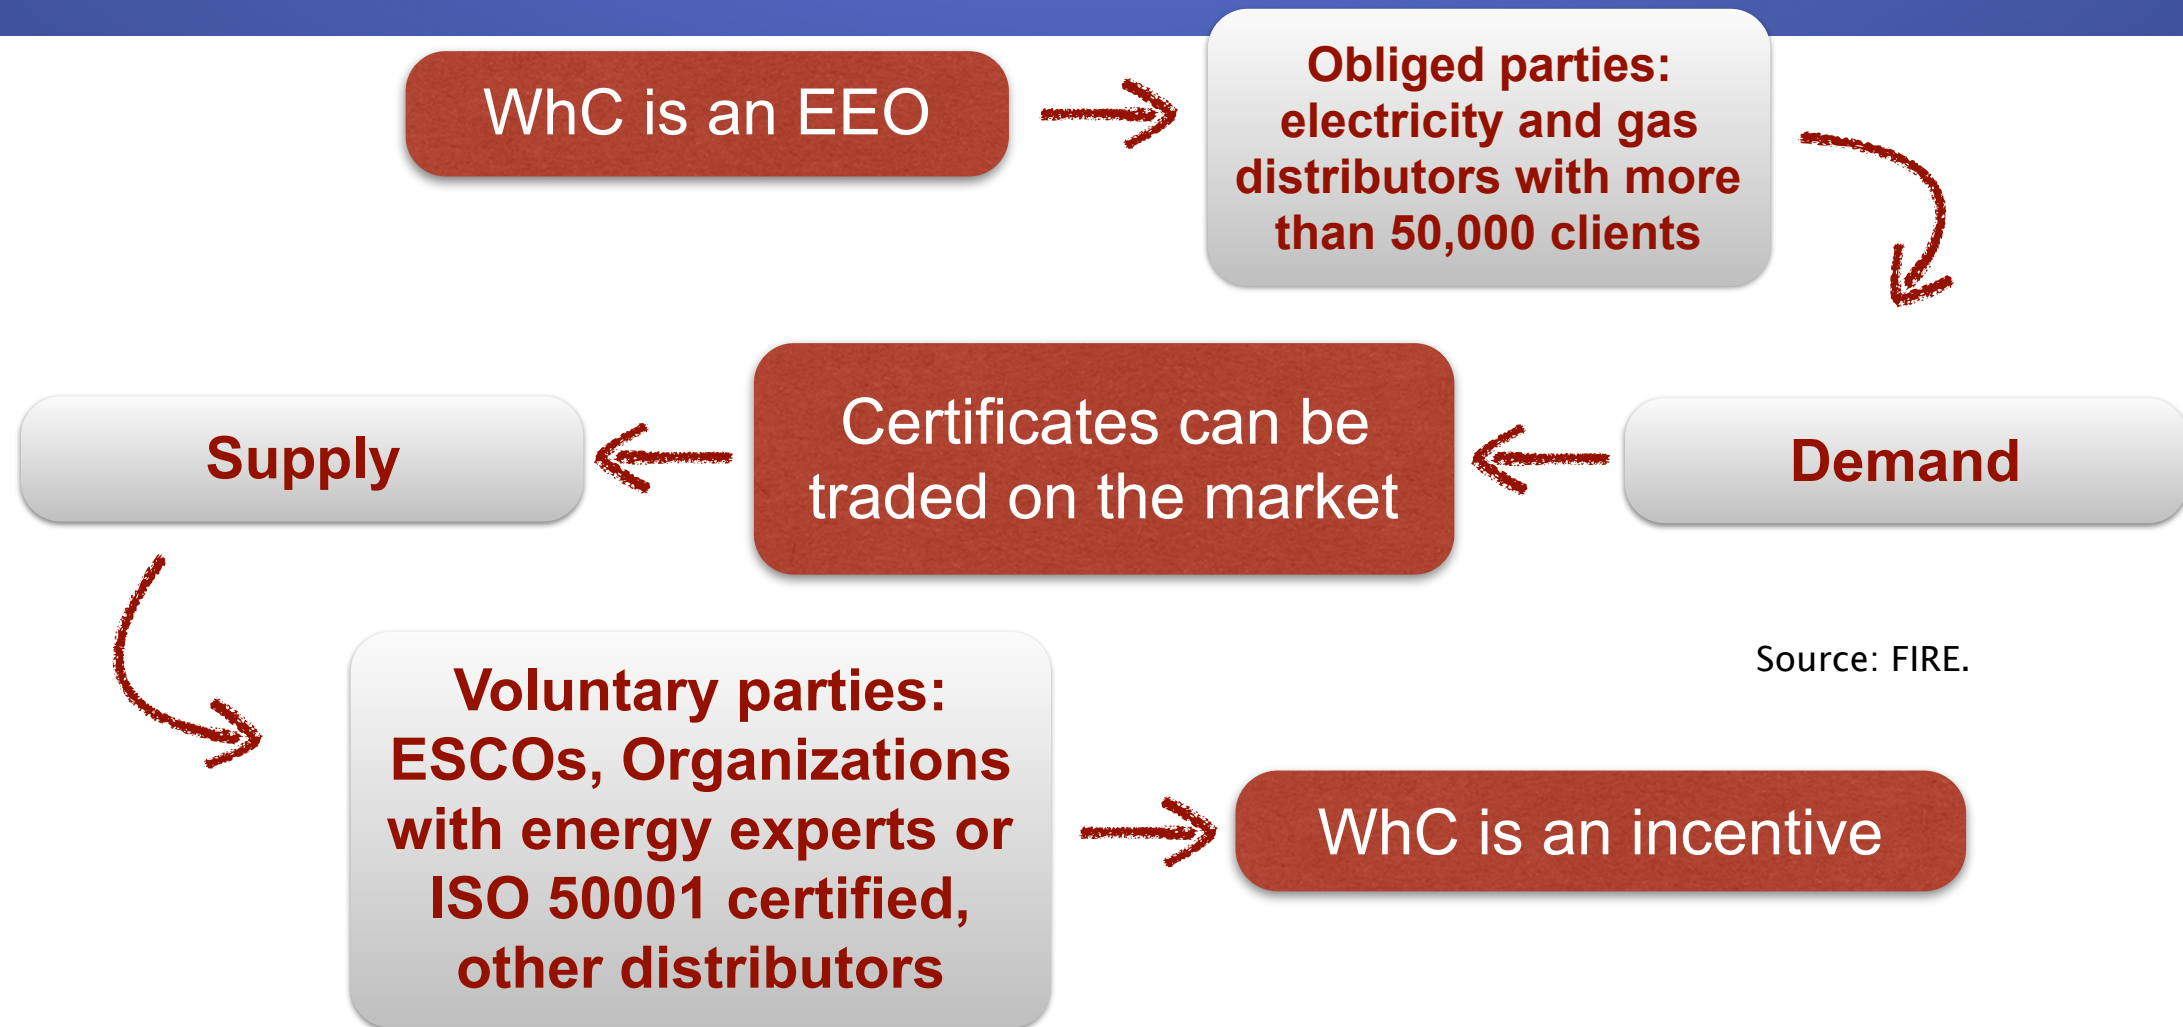 WhC is an EEO
Obliged parties:
electricity and gas
distributors with more
than 50,000 clients
Supply
Certificates can be
traded on the market
Demand
Source: FIRE.
Voluntary parties:
ESCOs, Organizations
with energy experts or
ISO 50001 certified,
other distributors
WhC is an incentive